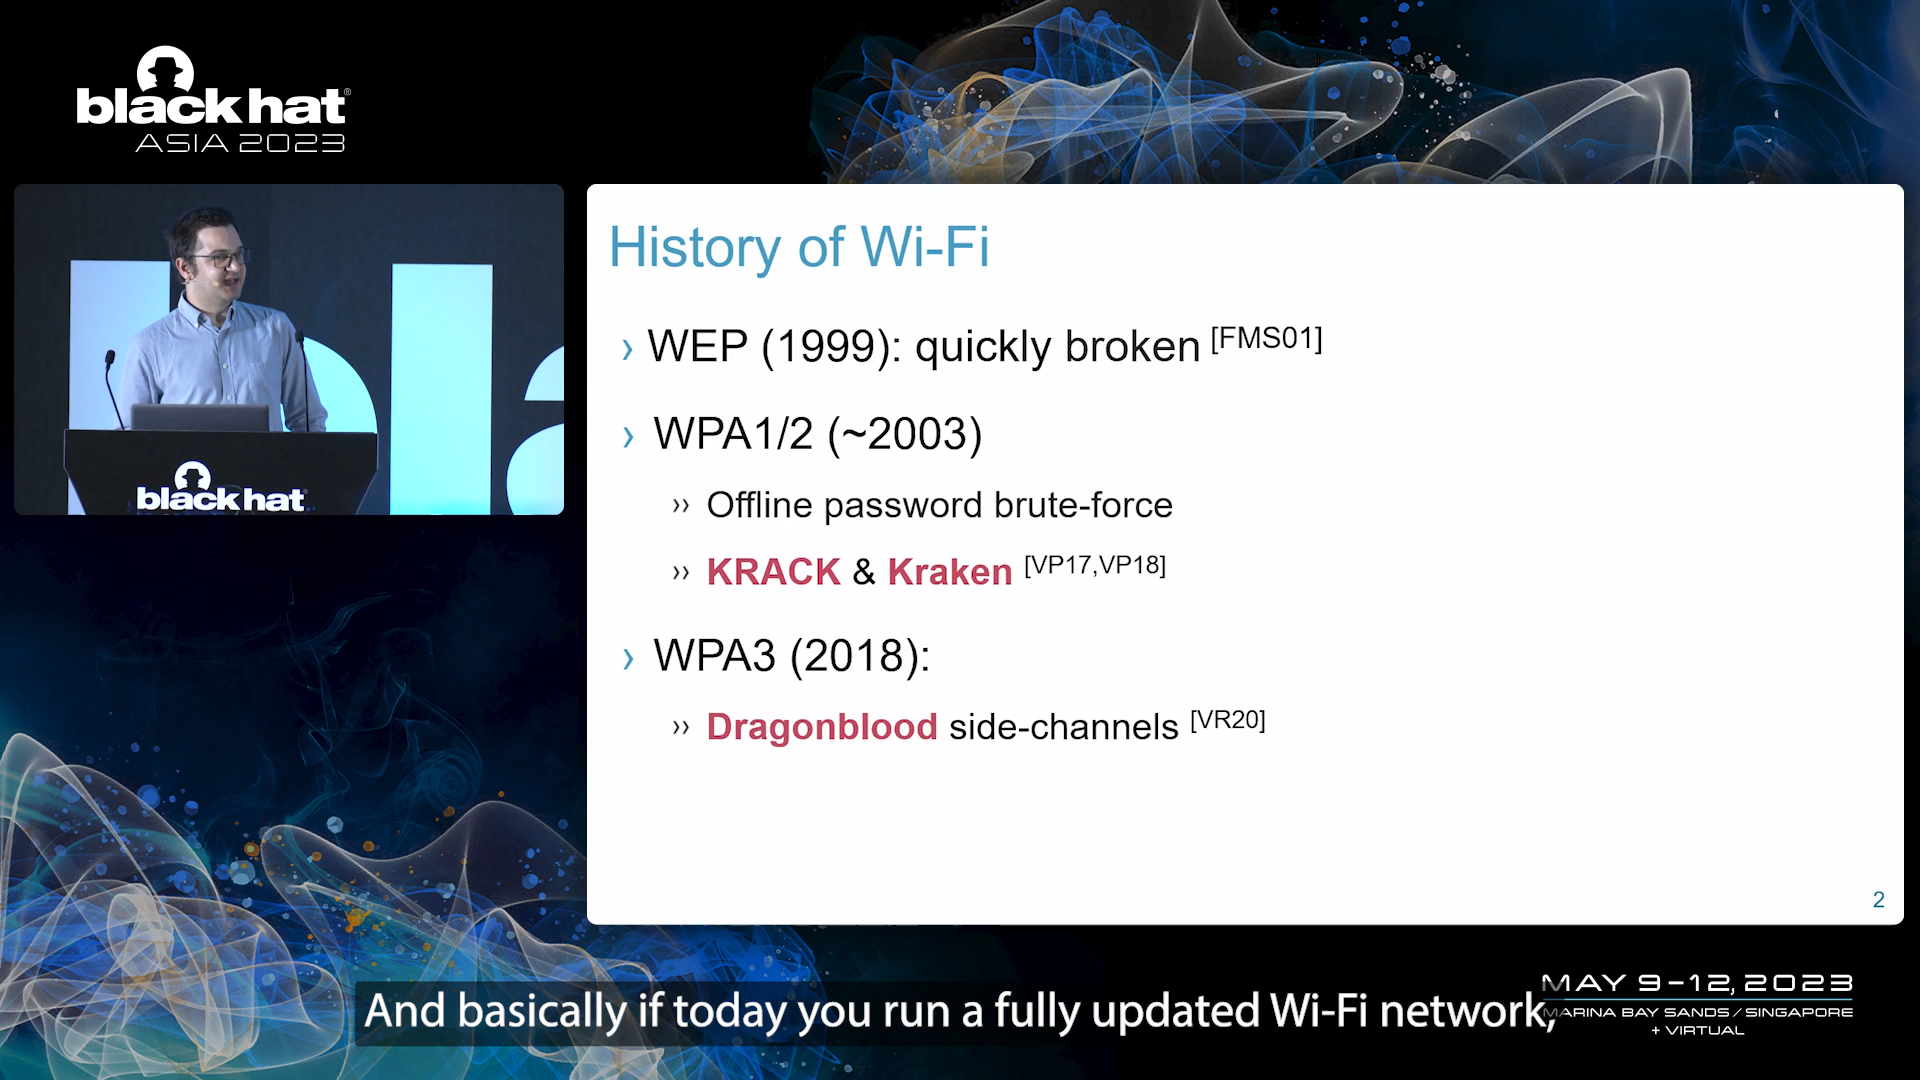 black hat®
ASIA 2023
black hat
History of Wi-Fi
› WEP (1999): quickly broken [FMS01]
› WPA1/2 (~2003)
›› Offline password brute-force
›› KRACK & Kraken [VP17,VP18]
› WPA3 (2018):
›› Dragonblood side-channels [VR20]
2
And basically if today you run a fully updated Wi-Fi network,
MAY 9-12, 2023
MARINA BAY SANDS / SINGAPORE
+ VIRTUAL